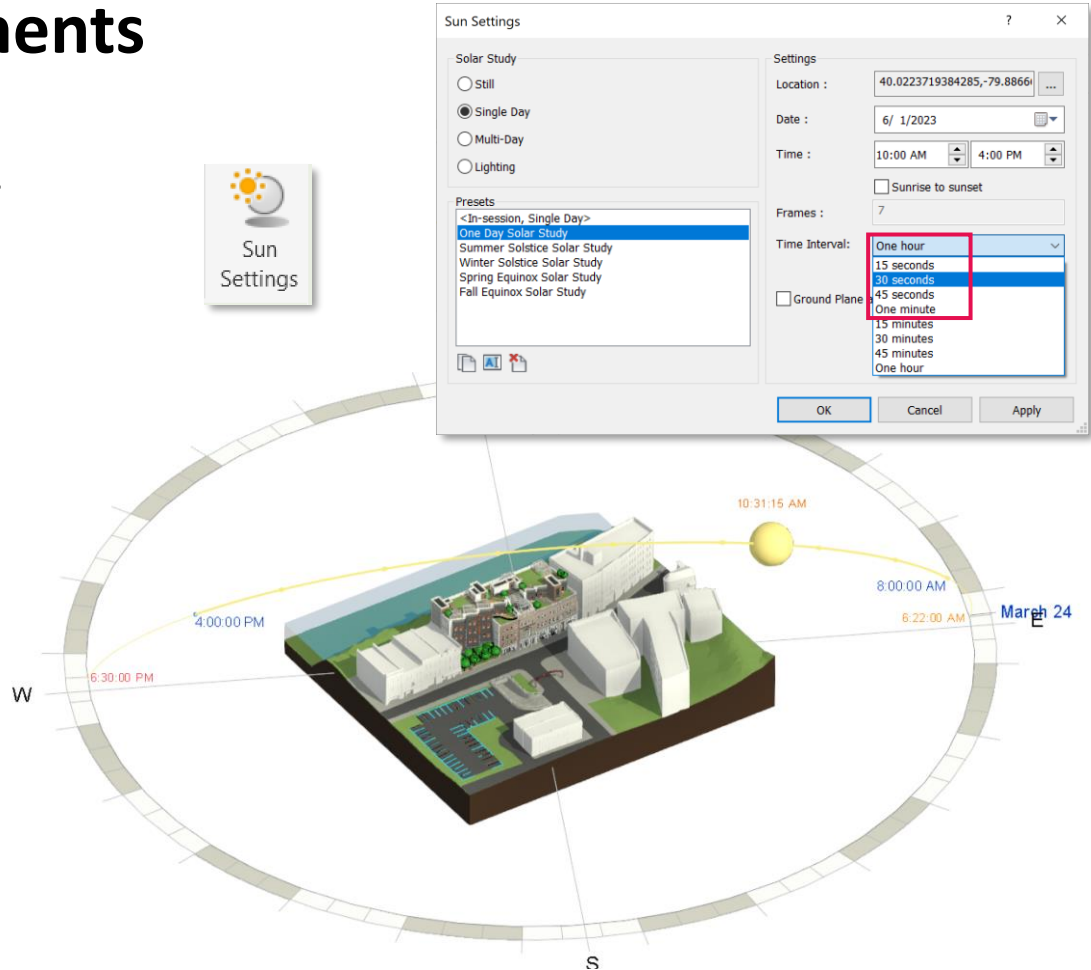 nents
Sun
Settings
Sun Settings
?
Solar Study
Still
Single Day
Multi-Day
Lighting
Presets
<In-session, Single Day>
One Day Solar Study
Summer Solstice Solar Study
Winter Solstice Solar Study
Spring Equinox Solar Study
Fall Equinox Solar Study
AI
Settings
Location :
40.0223719384285,-79.8866
...
Date :
6/ 1/2023
Time :
10:00 AM
4:00 PM
Sunrise to sunset
Frames :
7
Time Interval:
One hour
15 seconds
30 seconds
45 seconds
One minute
15 minutes
30 minutes
45 minutes
One hour
Ground Plane
OK
Cancel
Apply
10:31:15 AM
8:00:00 AM
6:22:00 AM
March 24
E
4:00:00 PM
6:30:00 PM
W
S